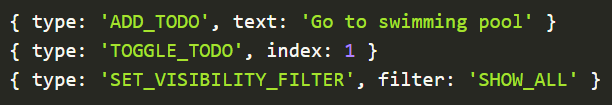 { type: 'ADD_TODO', text: 'Go to swimming pool' }
{ type: 'TOGGLE_TODO', index: 1 }
{ type: 'SET_VISIBILITY_FILTER', filter: 'SHOW_ALL' }